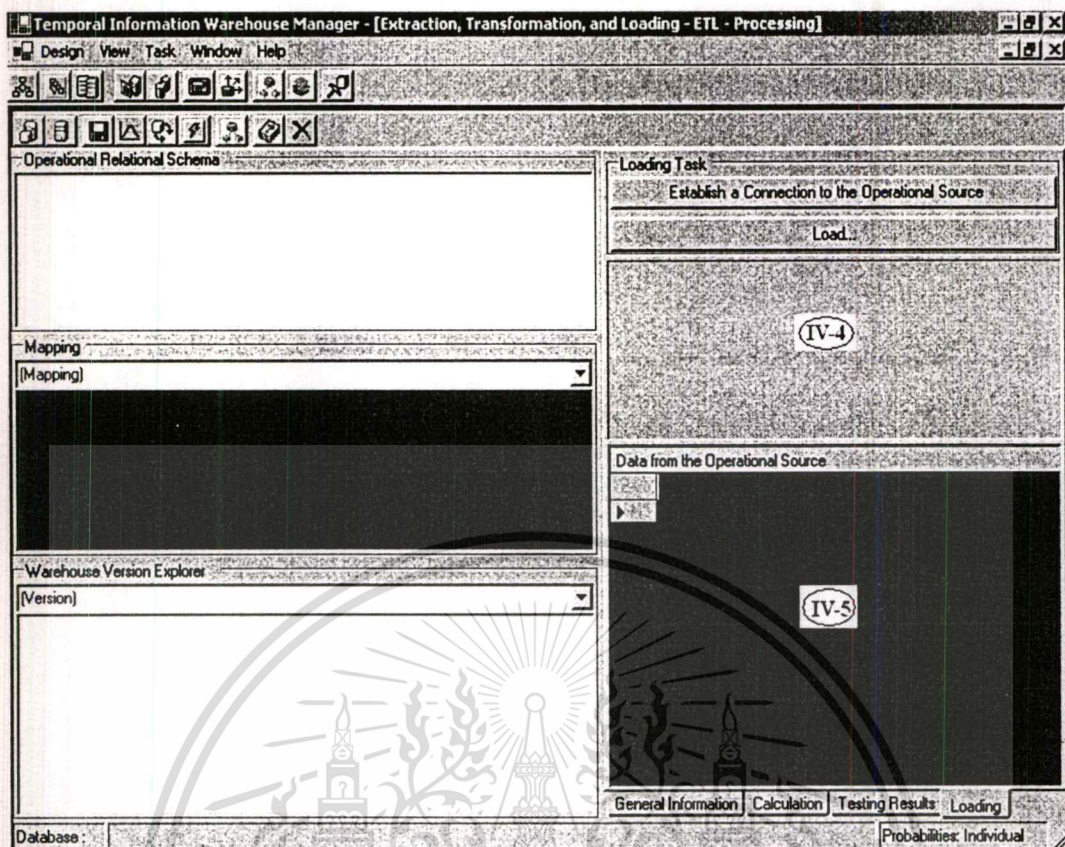 Temporal Information Warehouse Manager - [Extraction, Transformation, and Loading - ETL - Processing]
Design View Task Window Help
Operational Relational Schema
Loading Task
Establish a Connection to the Operational Source
Load...
IV-4
Mapping
(Mapping)
Data from the Operational Source
Warehouse Version Explorer
(Version)
IV-5
General Information Calculation Testing Results Loading
Database :
Probabilities: Individual